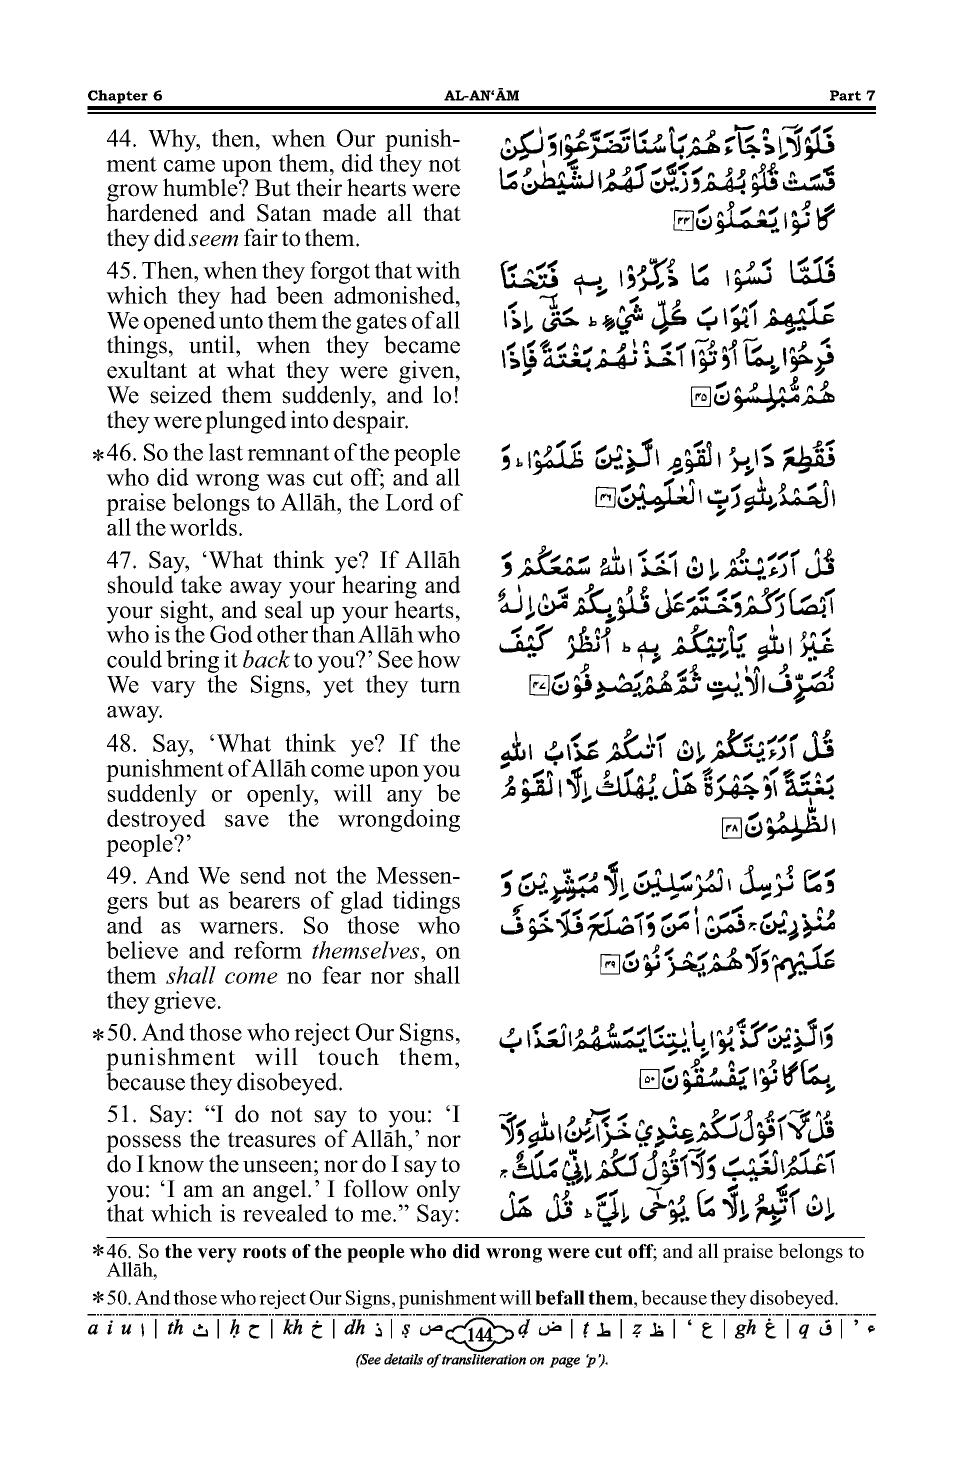 Chapter 6 AL-AN‘ĀM Part 7
44. Why, then, when Our punish-
ment came upon them, did they not
grow humble? But their hearts were
hardened and Satan made all that
they did seem fair to them.
فَلَوْلَاۤ اِذْ جَآءَهُمْ بَاْسُنَا تَضَرَّعُوْا وَلٰكِنْ
قَسَتْ قُلُوْبُهُمْ وَزَيَّنَ لَهُمُ الشَّيْطٰنُ مَا
كَانُوْا يَعْمَلُوْنَ ۴۴
45. Then, when they forgot that with
which they had been admonished,
We opened unto them the gates of all
things, until, when they became
exultant at what they were given,
We seized them suddenly, and lo!
they were plunged into despair.
فَلَمَّا نَسُوْا مَا ذُكِّرُوْا بِهٖ فَتَحْنَا
عَلَيْهِمْ اَبْوَابَ كُلِّ شَيْءٍ ؕ حَتّٰۤى اِذَا
فَرِحُوْا بِمَاۤ اُوْتُوْۤا اَخَذْنٰهُمْ بَغْتَةً فَاِذَا
هُمْ مُّبْلِسُوْنَ ۴۵
*46. So the last remnant of the people
who did wrong was cut off; and all
praise belongs to Allāh, the Lord of
all the worlds.
فَقُطِعَ دَابِرُ الْقَوْمِ الَّذِيْنَ ظَلَمُوْا ؕ وَ
الْحَمْدُ لِلّٰهِ رَبِّ الْعٰلَمِيْنَ ۴۶
47. Say, ‘What think ye? If Allāh
should take away your hearing and
your sight, and seal up your hearts,
who is the God other than Allāh who
could bring it back to you?’ See how
We vary the Signs, yet they turn
away.
قُلْ اَرَءَيْتُمْ اِنْ اَخَذَ اللّٰهُ سَمْعَكُمْ وَ
اَبْصَارَكُمْ وَخَتَمَ عَلٰى قُلُوْبِكُمْ مَّنْ اِلٰهٌ
غَيْرُ اللّٰهِ يَاْتِيْكُمْ بِهٖ ؕ اُنْظُرْ كَيْفَ
نُصَرِّفُ الْاٰيٰتِ ثُمَّ هُمْ يَصْدِفُوْنَ ۴۷
48. Say, ‘What think ye? If the
punishment of Allāh come upon you
suddenly or openly, will any be
destroyed save the wrongdoing
people?’
قُلْ اَرَءَيْتَكُمْ اِنْ اَتٰىكُمْ عَذَابُ اللّٰهِ
بَغْتَةً اَوْ جَهْرَةً هَلْ يُهْلَكُ اِلَّا الْقَوْمُ
الظّٰلِمُوْنَ ۴۸
49. And We send not the Messen-
gers but as bearers of glad tidings
and as warners. So those who
believe and reform themselves, on
them shall come no fear nor shall
they grieve.
وَمَا نُرْسِلُ الْمُرْسَلِيْنَ اِلَّا مُبَشِّرِيْنَ وَ
مُنْذِرِيْنَ ۚ فَمَنْ اٰمَنَ وَاَصْلَحَ فَلَا خَوْفٌ
عَلَيْهِمْ وَلَا هُمْ يَحْزَنُوْنَ ۴۹
*50. And those who reject Our Signs,
punishment will touch them,
because they disobeyed.
وَالَّذِيْنَ كَذَّبُوْا بِاٰيٰتِنَا يَمَسُّهُمُ الْعَذَابُ
بِمَا كَانُوْا يَفْسُقُوْنَ ۵۰
51. Say: “I do not say to you: ‘I
possess the treasures of Allāh,’ nor
do I know the unseen; nor do I say to
you: ‘I am an angel.’ I follow only
that which is revealed to me.” Say:
قُلْ لَّاۤ اَقُوْلُ لَكُمْ عِنْدِيْ خَزَآئِنُ اللّٰهِ وَلَاۤ
اَعْلَمُ الْغَيْبَ وَلَاۤ اَقُوْلُ لَكُمْ اِنِّيْ مَلَكٌ ۚ
اِنْ اَتَّبِعُ اِلَّا مَا يُوْحٰۤى اِلَيَّ ؕ قُلْ هَلْ
*46. So the very roots of the people who did wrong were cut off; and all praise belongs to
Allāh,
*50. And those who reject Our Signs, punishment will befall them, because they disobeyed.
a i u ا | th ث | ḥ ح | kh خ | dh ذ | ṣ ص 144 ḍ ض | ṭ ط | ẓ ظ | ‘ ع | gh غ | q ق | ’ ء
(See details of transliteration on page ‘p’).